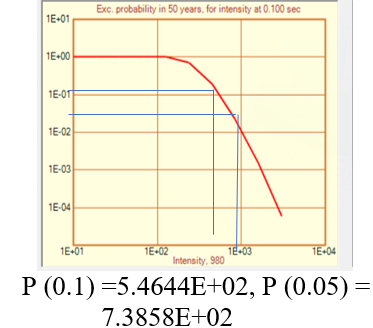 Exc. probability in 50 years, for intensity at 0.100 sec
1E+01
1E+00
1E-01
1E-02
1E-03
1E-04
1E+01 1E+02 1E+03 1E+04
Intensity, 980
P (0.1) =5.4644E+02, P (0.05) =
7.3858E+02